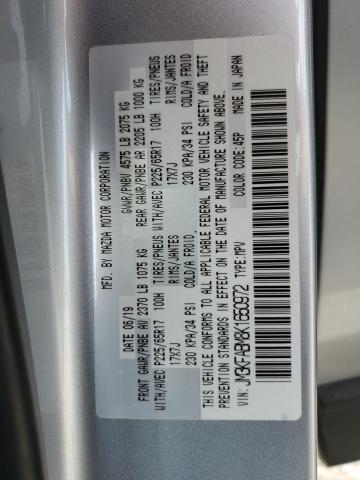 MFD. BY MAZDA MOTOR CORPORATION
DATE 06/19 GVWR/PNBV 4575 LB 2075 KG
FRONT GAWR/PNBE AV 2370 LB 1075 KG REAR GAWR/PNBE AR 2205 LB 1000 KG
WITH/AVEC P225/65R17 100H TIRES/PNEUS WITH/AVEC P225/65R17 100H TIRES/PNEUS
17X7J RIMS/JANTES 17X7J RIMS/JANTES
230 KPA/34 PSI COLD/A FROID 230 KPA/34 PSI COLD/A FROID
THIS VEHICLE CONFORMS TO ALL APPLICABLE FEDERAL MOTOR VEHICLE SAFETY AND THEFT
PREVENTION STANDARDS IN EFFECT ON THE DATE OF MANUFACTURE SHOWN ABOVE.
VIN: JM3KFABM8K1650972 TYPE: MPV COLOR CODE: 45P MADE IN JAPAN